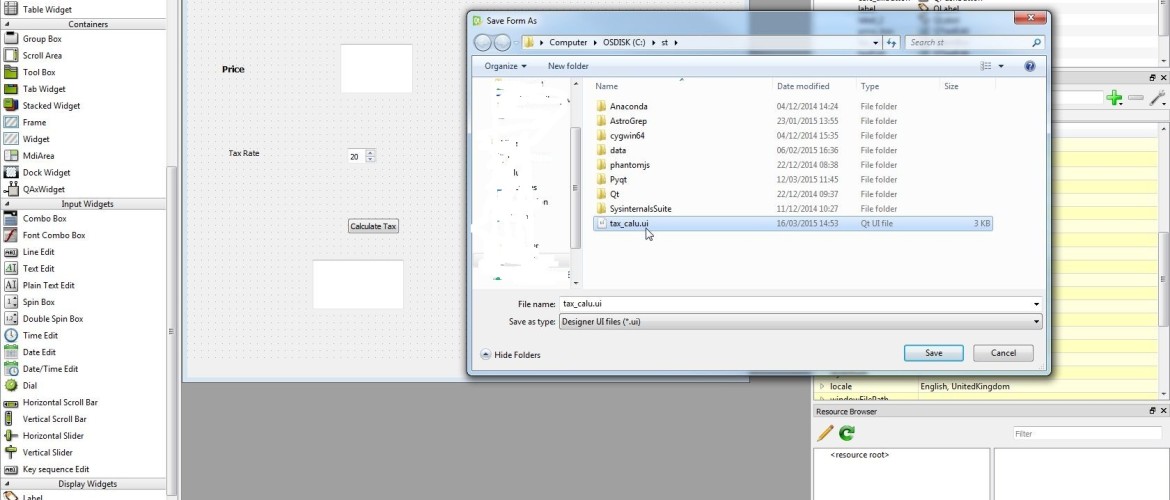 Table Widget
Containers
Group Box
Scroll Area
Tool Box
Tab Widget
Stacked Widget
Frame
Widget
MdiArea
Dock Widget
QAxWidget
Input Widgets
Combo Box
Font Combo Box
Line Edit
Text Edit
Plain Text Edit
Spin Box
Double Spin Box
Time Edit
Date Edit
Date/Time Edit
Dial
Horizontal Scroll Bar
Vertical Scroll Bar
Horizontal Slider
Vertical Slider
Key sequence Edit
Display Widgets
Label
Price
Tax Rate
20
Calculate Tax
Save Form As
Computer OSDISK (C:) st
Search st
Organize New folder
Name Date modified Type Size
Anaconda 04/12/2014 14:24 File folder
AstroGrep 23/01/2015 13:55 File folder
cygwin64 04/12/2014 15:35 File folder
data 06/02/2015 16:36 File folder
phantomjs 22/12/2014 08:38 File folder
Pyqt 12/03/2015 11:45 File folder
Qt 22/12/2014 09:37 File folder
SysinternalsSuite 11/12/2014 10:27 File folder
tax_calu.ui 16/03/2015 14:53 Qt UI file 3 KB
File name: tax_calu.ui
Save as type: Designer UI files (*.ui)
Hide Folders
Save
Cancel
label QLabel
locale English, UnitedKingdom
windowFilePath
Resource Browser
Filter
<resource root>